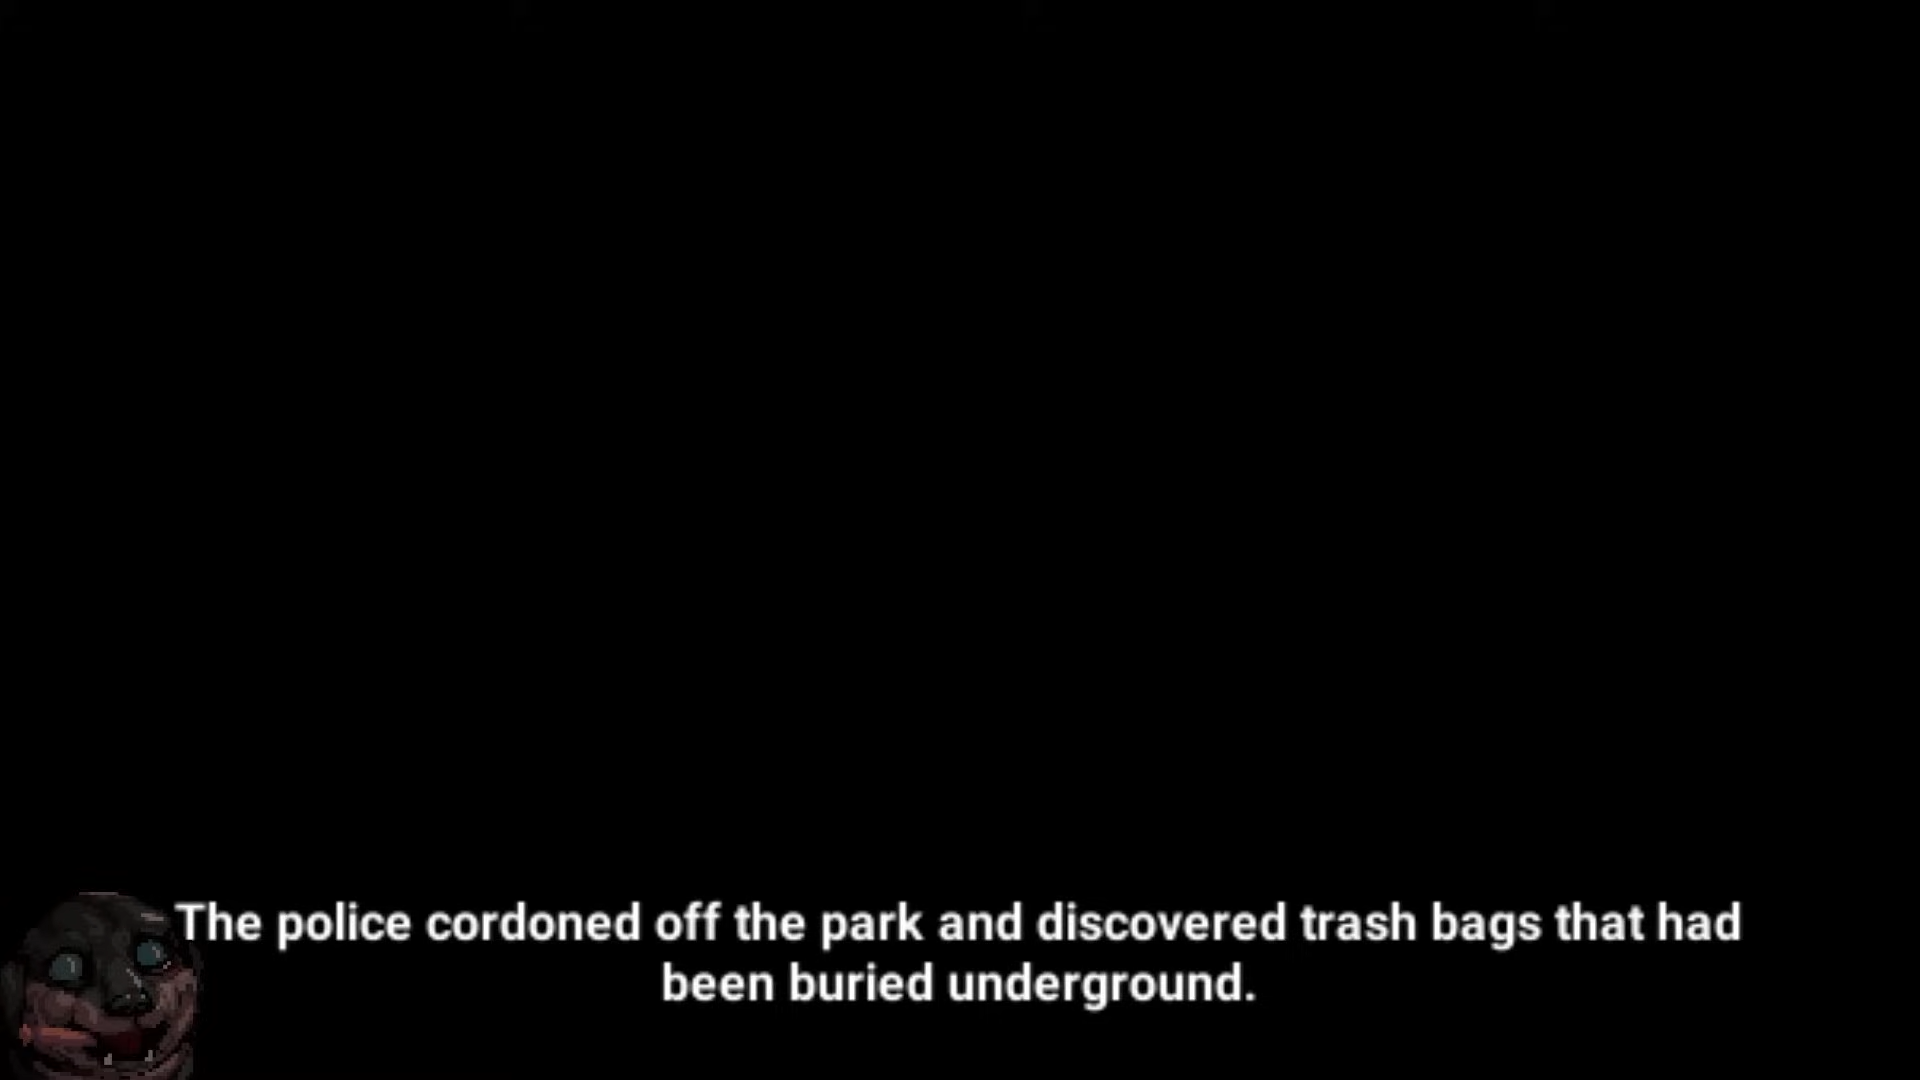 The police cordoned off the park and discovered trash bags that had
been buried underground.